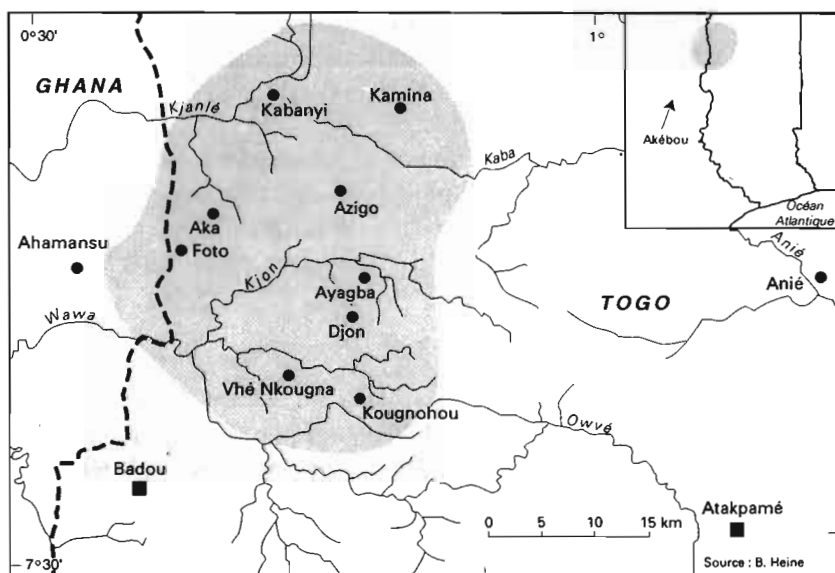 0°30'
1°
GHANA
Kjanlé
Kabanyi
Kamina
Kaba
Akébou
Océan
Atlantique
Azigo
Aka
Foto
Ahamansu
Kjon
Ayagba
Djon
Anié
Anié
TOGO
Wawa
Vhé Nkougna
Kougnohou
Owvé
Badou
Atakpamé
0 5 10 15 km
7°30'
Source : B. Heine